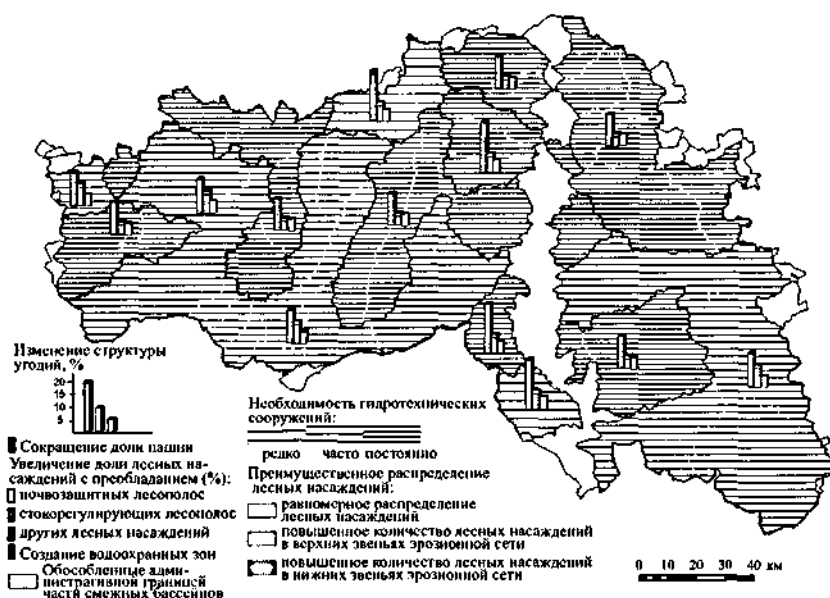 Изменение структуры
угодий, %
20
15
10
5
Сокращение доли пашни
Увеличение доли лесных на-
саждений с преобладанием (%):
почвозащитных лесополос
стокорегулирующих лесополос
других лесных насаждений
Создание водоохранных зон
Обособленные адми-
нистративной границей
части смежных бассейнов
Необходимость гидротехнических
сооружений:
редко часто постоянно
Преимущественное распределение
лесных насаждений:
равномерное распределение
лесных насаждений
повышенное количество лесных насаждений
в верхних звеньях эрозионной сети
повышенное количество лесных насаждений
в нижних звеньях эрозионной сети
0 10 20 30 40 км